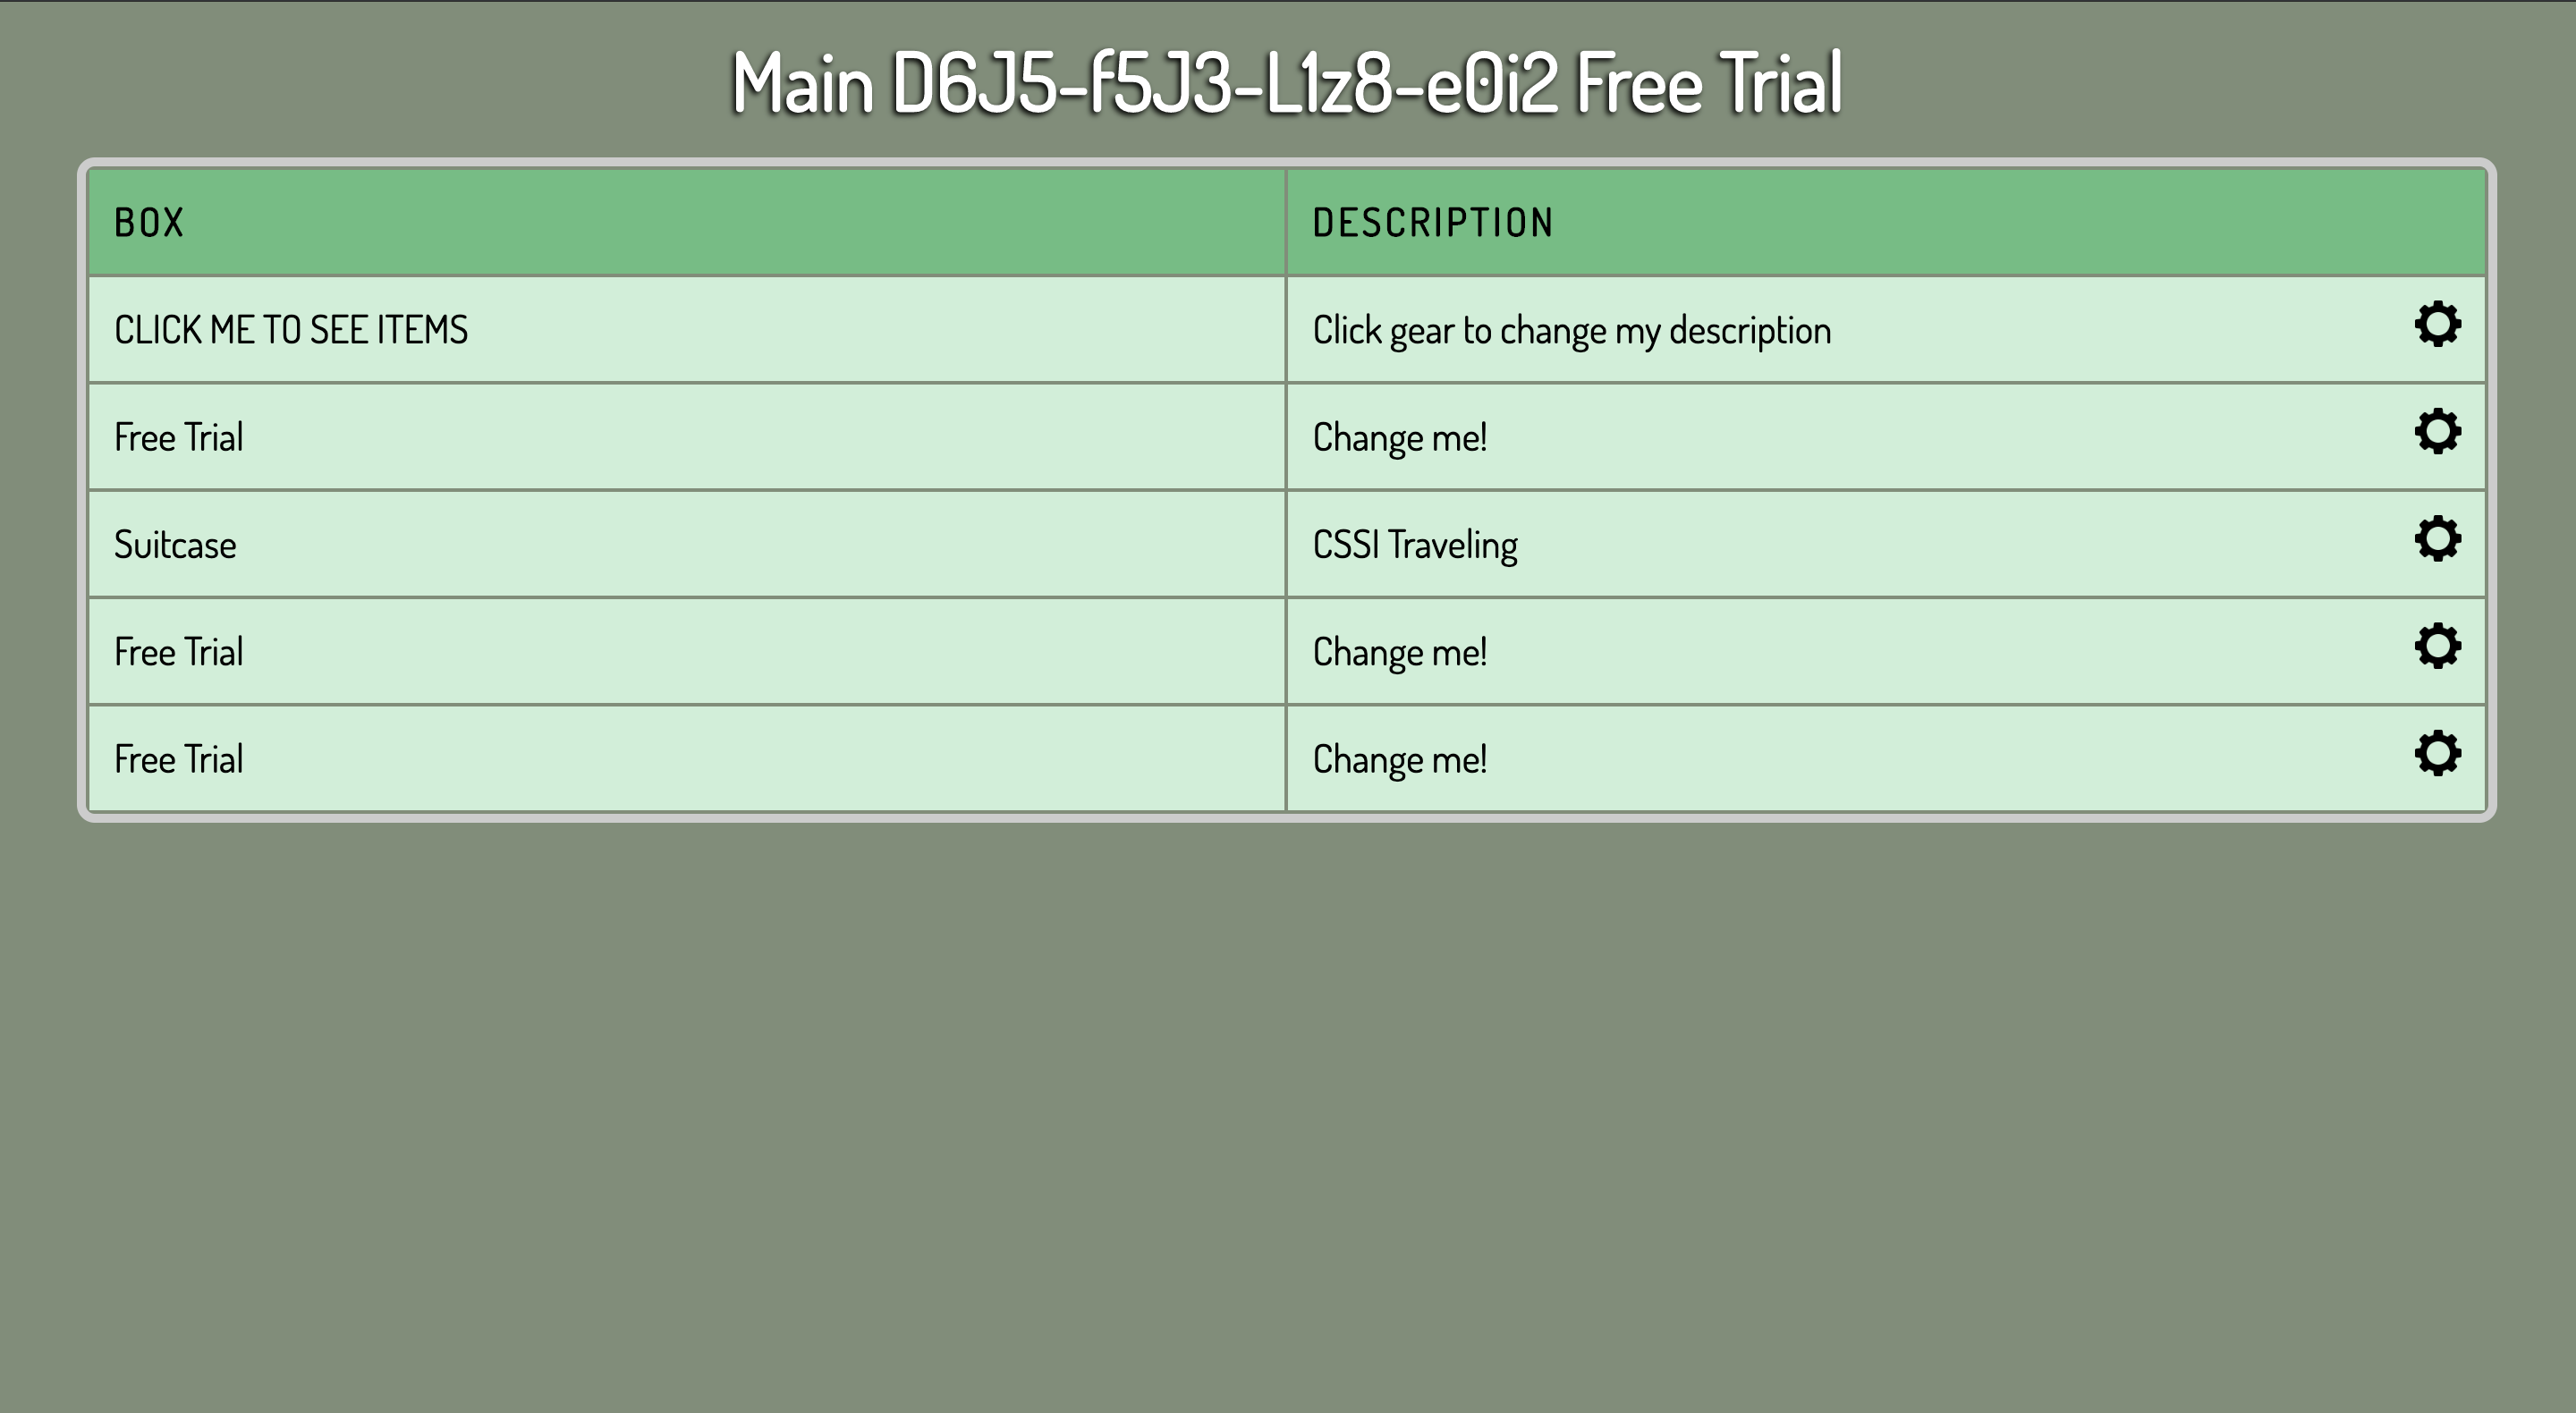 Main D6J5-f5J3-L1z8-e0i2 Free Trial
BOX DESCRIPTION
CLICK ME TO SEE ITEMS Click gear to change my description
Free Trial Change me!
Suitcase CSSI Traveling
Free Trial Change me!
Free Trial Change me!